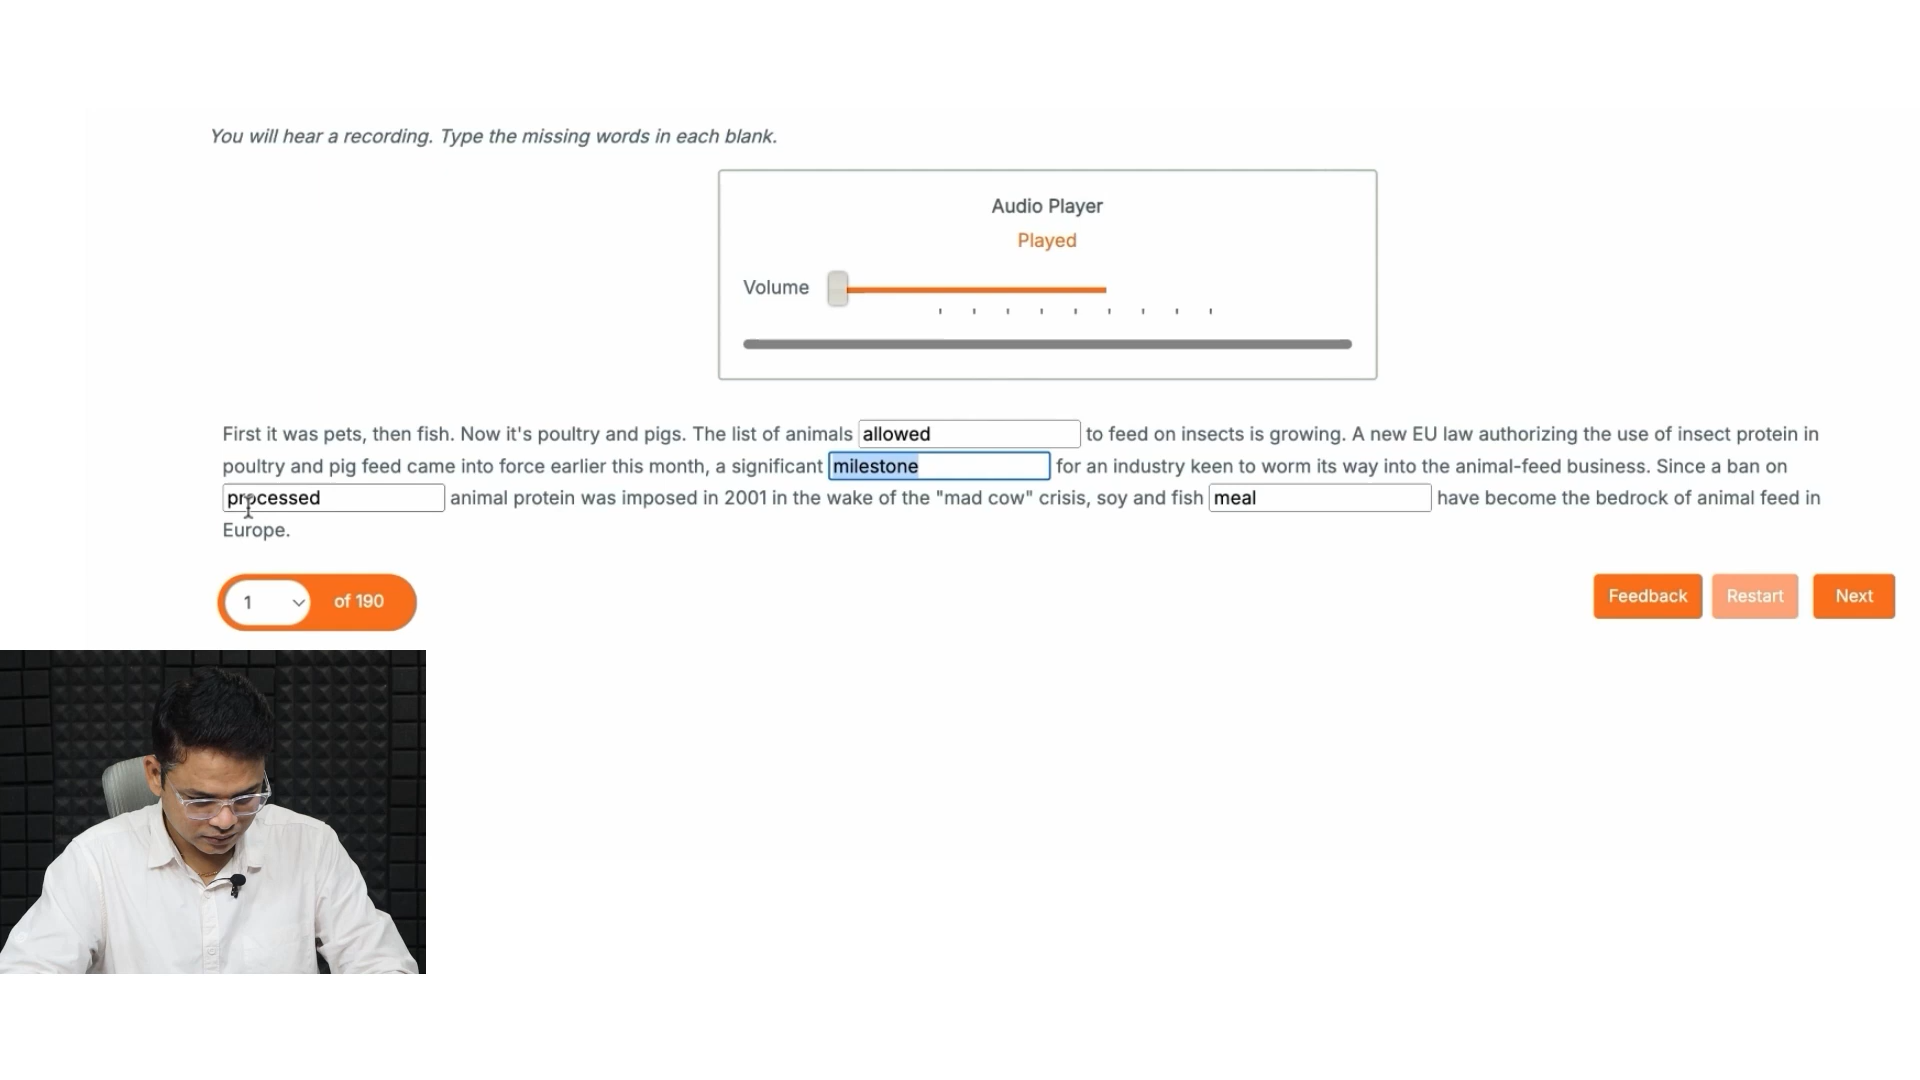 You will hear a recording. Type the missing words in each blank.
Audio Player
Played
Volume
First it was pets, then fish. Now it's poultry and pigs. The list of animals allowed to feed on insects is growing. A new EU law authorizing the use of insect protein in
poultry and pig feed came into force earlier this month, a significant milestone for an industry keen to worm its way into the animal-feed business. Since a ban on
processed animal protein was imposed in 2001 in the wake of the "mad cow" crisis, soy and fish meal have become the bedrock of animal feed in
Europe.
1 of 190
Feedback Restart Next